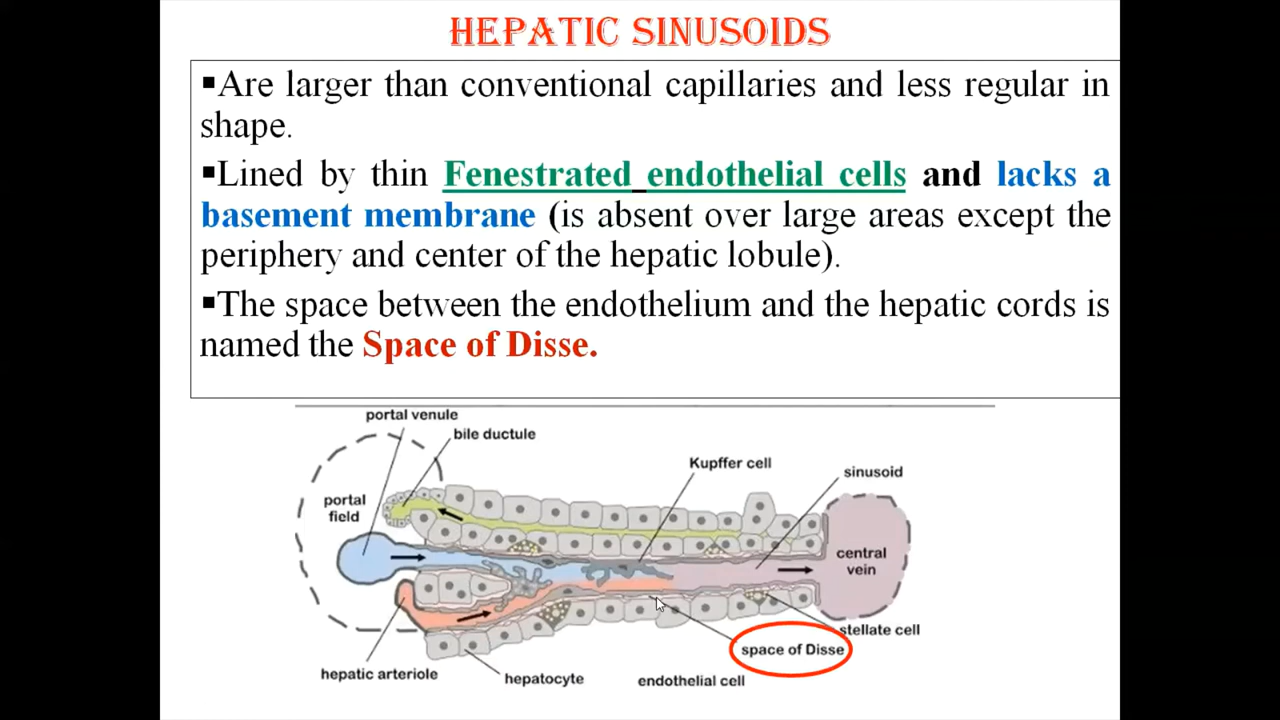 HEPATIC SINUSOIDS
▪Are larger than conventional capillaries and less regular in
shape.
▪Lined by thin Fenestrated endothelial cells and lacks a
basement membrane (is absent over large areas except the
periphery and center of the hepatic lobule).
▪The space between the endothelium and the hepatic cords is
named the Space of Disse.
portal venule
bile ductule
Kupffer cell
sinusoid
portal
field
central
vein
stellate cell
space of Disse
hepatic arteriole
hepatocyte
endothelial cell